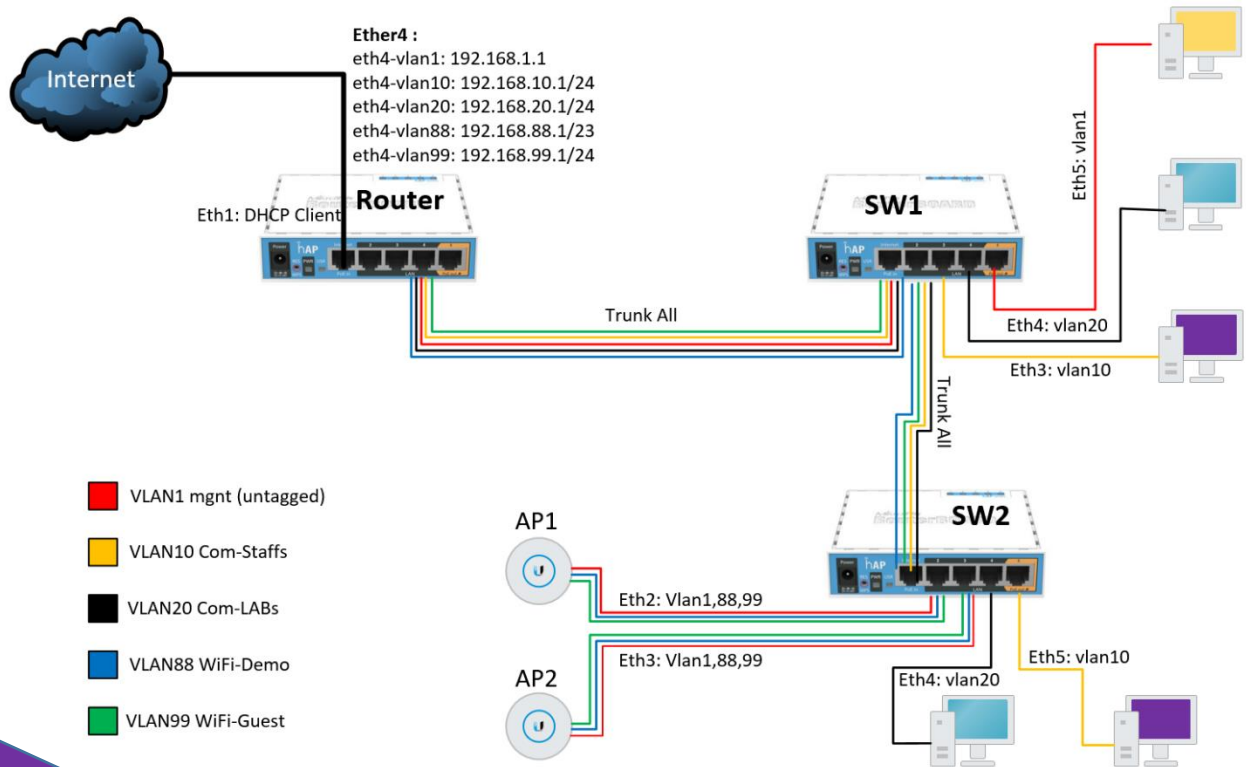 Internet
Ether4 :
eth4-vlan1: 192.168.1.1
eth4-vlan10: 192.168.10.1/24
eth4-vlan20: 192.168.20.1/24
eth4-vlan88: 192.168.88.1/23
eth4-vlan99: 192.168.99.1/24
Eth1: DHCP Client
Router
hAP
SW1
hAP
Eth5: vlan1
Eth4: vlan20
Eth3: vlan10
Trunk All
Trunk All
VLAN1 mgnt (untagged)
VLAN10 Com-Staffs
VLAN20 Com-LABs
VLAN88 WiFi-Demo
VLAN99 WiFi-Guest
AP1
Eth2: Vlan1,88,99
AP2
Eth3: Vlan1,88,99
SW2
hAP
Eth4: vlan20
Eth5: vlan10